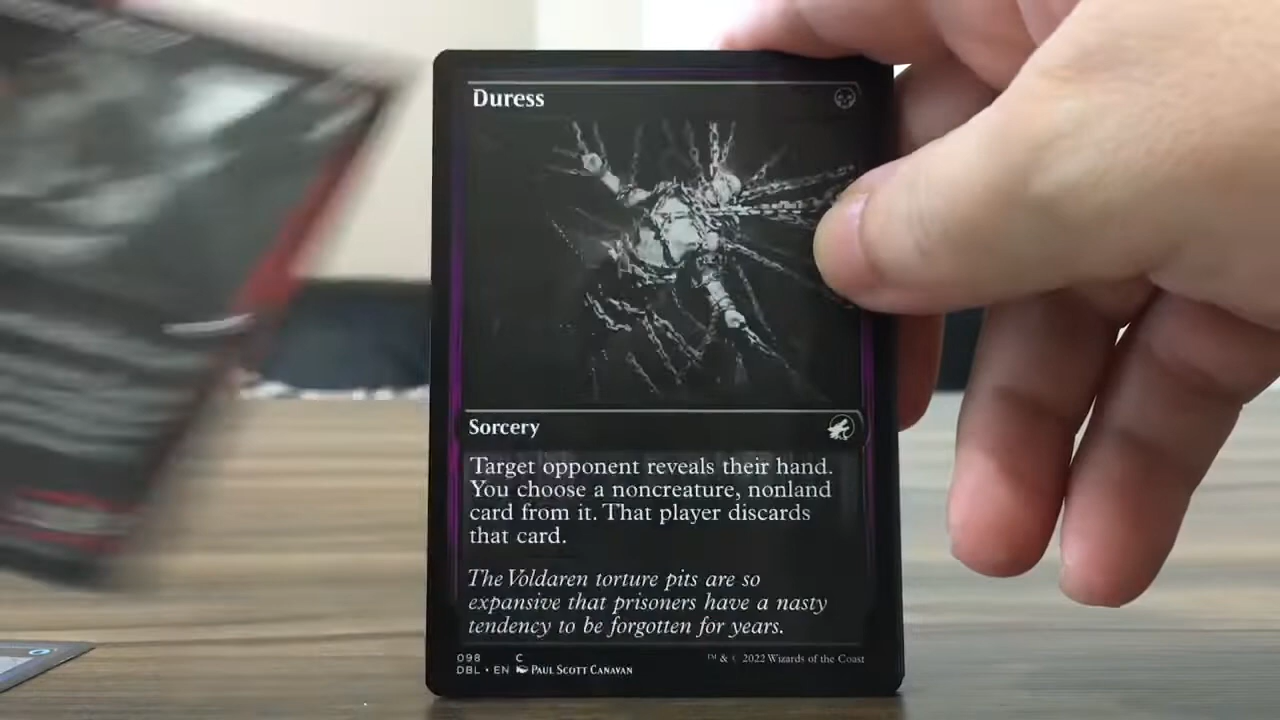 Duress
Sorcery
Target opponent reveals their hand.
You choose a noncreature, nonland
card from it. That player discards
that card.
The Voldaren torture pits are so
expansive that prisoners have a nasty
tendency to be forgotten for years.
098 C
DBL • EN PAUL SCOTT CANAVAN
™ & © 2022 Wizards of the Coast